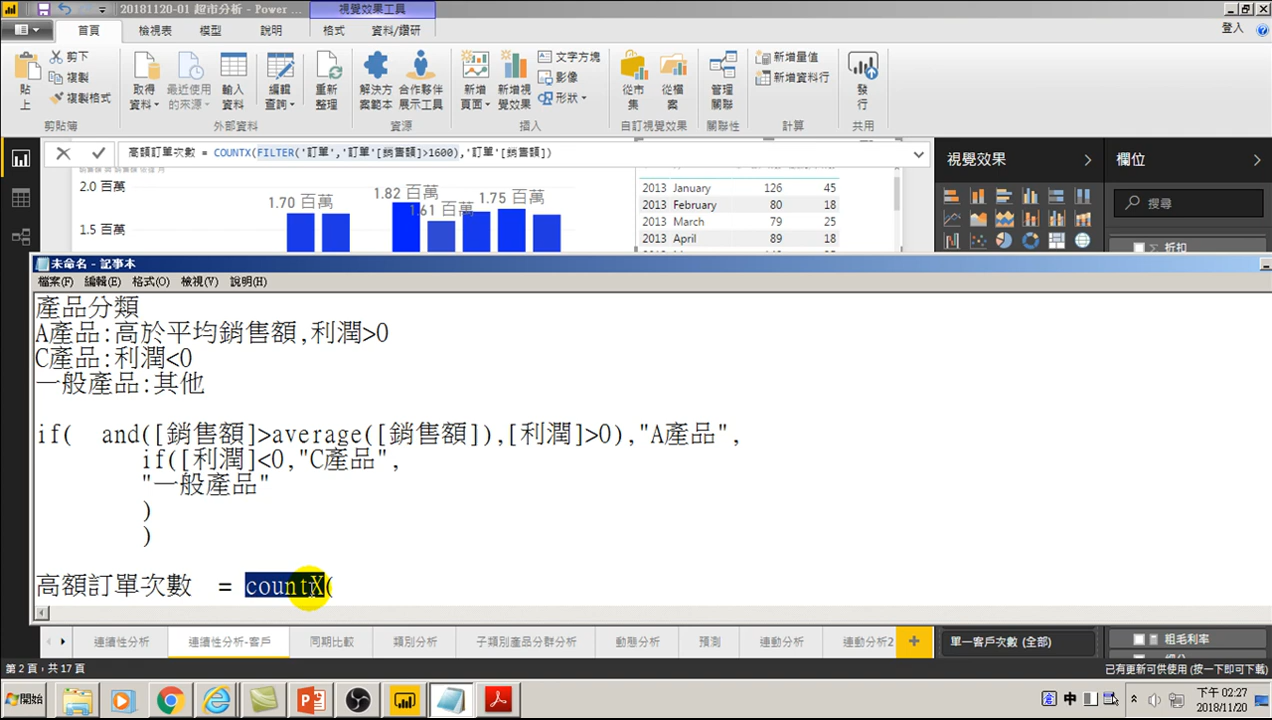 20181120-01 超市分析 - Power ...
視覺效果工具
首頁 檢視表 模型 說明 格式 資料/鑽研
登入
貼上
剪下
複製
複製格式
剪貼簿
取得資料
最近使用的來源
輸入資料
編輯查詢
重新整理
外部資料
解決方案範本
合作夥伴展示工具
資源
新增頁面
新增視覺效果
文字方塊
影像
形狀
插入
從市集
從檔案
自訂視覺效果
管理關聯
關聯性
新增量值
新增資料行
計算
發行
共用
高額訂單次數 = COUNTX(FILTER('訂單','訂單'[銷售額]>1600),'訂單'[銷售額])
視覺效果
欄位
搜尋
折扣
2.0 百萬
1.5 百萬
1.70 百萬
1.82 百萬
1.61 百萬
1.75 百萬
2013 January 126 45
2013 February 80 18
2013 March 79 25
2013 April 89 18
未命名 - 記事本
檔案(F) 編輯(E) 格式(O) 檢視(V) 說明(H)
產品分類
A產品:高於平均銷售額,利潤>0
C產品:利潤<0
一般產品:其他
if( and([銷售額]>average([銷售額]),[利潤]>0),"A產品",
if([利潤]<0,"C產品",
"一般產品"
)
)
高額訂單次數 = countX(
連續性分析 連續性分析-客戶 同期比較 類別分析 子類別產品分群分析 動態分析 預測 連動分析 連動分析2
單一客戶次數 (全部)
粗毛利率
第 2 頁，共 17 頁
已有更新可供使用 (按一下即可下載)
開始
中
下午 02:27
2018/11/20